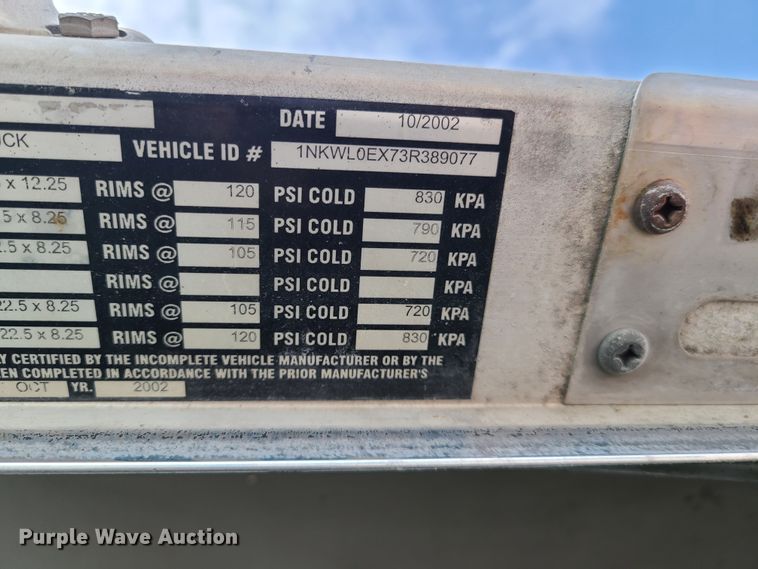 DATE 10/2002
VEHICLE ID # 1NKWL0EX73R389077
x 12.25 RIMS @ 120 PSI COLD 830 KPA
5 x 8.25 RIMS @ 115 PSI COLD 790 KPA
2.5 x 8.25 RIMS @ 105 PSI COLD 720 KPA
RIMS @ PSI COLD KPA
22.5 x 8.25 RIMS @ 105 PSI COLD 720 KPA
22.5 x 8.25 RIMS @ 120 PSI COLD 830 KPA
Y CERTIFIED BY THE INCOMPLETE VEHICLE MANUFACTURER OR BY THE
EEN COMPLETED IN ACCORDANCE WITH THE PRIOR MANUFACTURER'S
OCT YR. 2002
Purple Wave Auction